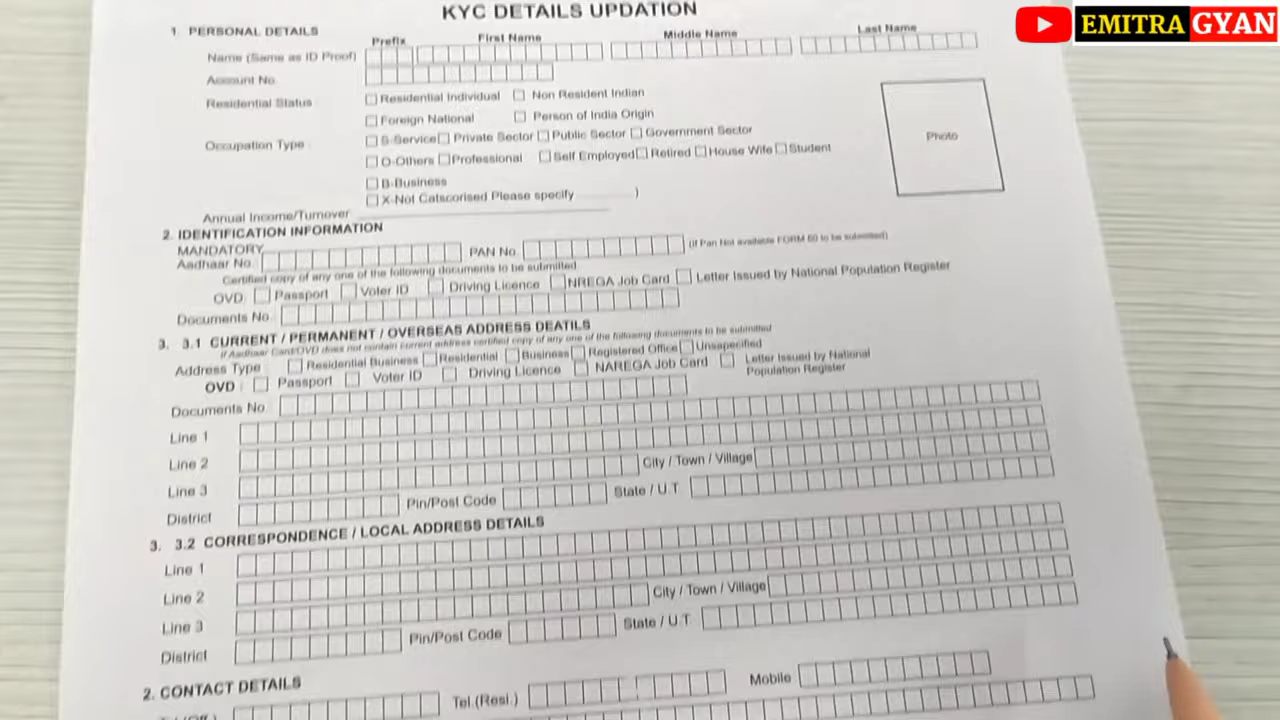 KYC DETAILS UPDATION
EMITRA GYAN
1. PERSONAL DETAILS
Prefix First Name Middle Name Last Name
Name (Same as ID Proof)
Account No.
Residential Status Residential Individual Non Resident Indian
Foreign National Person of India Origin
Photo
Occupation Type S-Service Private Sector Public Sector Government Sector
O-Others Professional Self Employed Retired House Wife Student
B-Business
X-Not Catscorised Please specify )
Annual Income/Turnover
2. IDENTIFICATION INFORMATION
MANDATORY
Aadhaar No. PAN No. (If Pan Not available FORM 60 to be submitted)
Certified copy of any one of the following documents to be submitted
OVD: Passport Voter ID Driving Licence NREGA Job Card Letter Issued by National Population Register
Documents No.
3. 3.1 CURRENT / PERMANENT / OVERSEAS ADDRESS DEATILS
If Aadhaar Card/OVD does not contain current address certified copy of any one of the following documents to be submitted
Address Type Residential Business Residential Business Registered Office Unsapecified
OVD : Passport Voter ID Driving Licence NAREGA Job Card Letter Issued by National
Population Register
Documents No.
Line 1
Line 2
Line 3 City / Town / Village
District Pin/Post Code State / U.T
3. 3.2 CORRESPONDENCE / LOCAL ADDRESS DETAILS
Line 1
Line 2
Line 3 City / Town / Village
District Pin/Post Code State / U.T
2. CONTACT DETAILS
Tel.(Resl.) Mobile